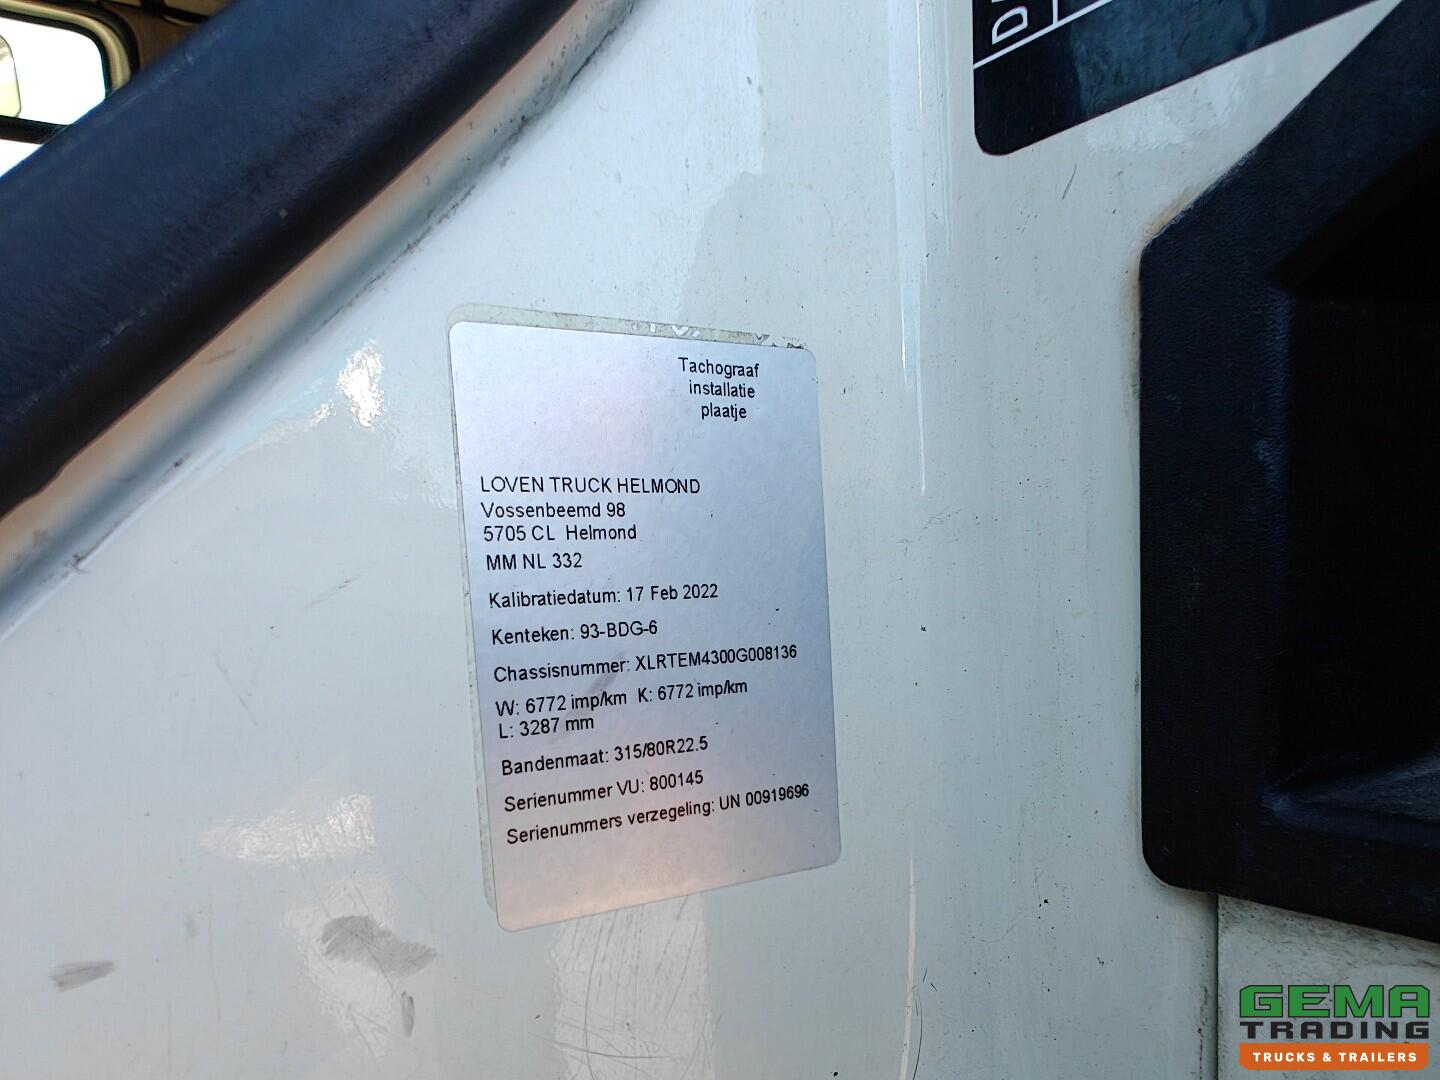 Tachograaf
installatie
plaatje
LOVEN TRUCK HELMOND
Vossenbeemd 98
5705 CL Helmond
MM NL 332
Kalibratiedatum: 17 Feb 2022
Kenteken: 93-BDG-6
Chassisnummer: XLRTEM4300G008136
W: 6772 imp/km K: 6772 imp/km
L: 3287 mm
Bandenmaat: 315/80R22.5
Serienummer VU: 800145
Serienummers verzegeling: UN 00919696
GEMA
TRADING
TRUCKS & TRAILERS